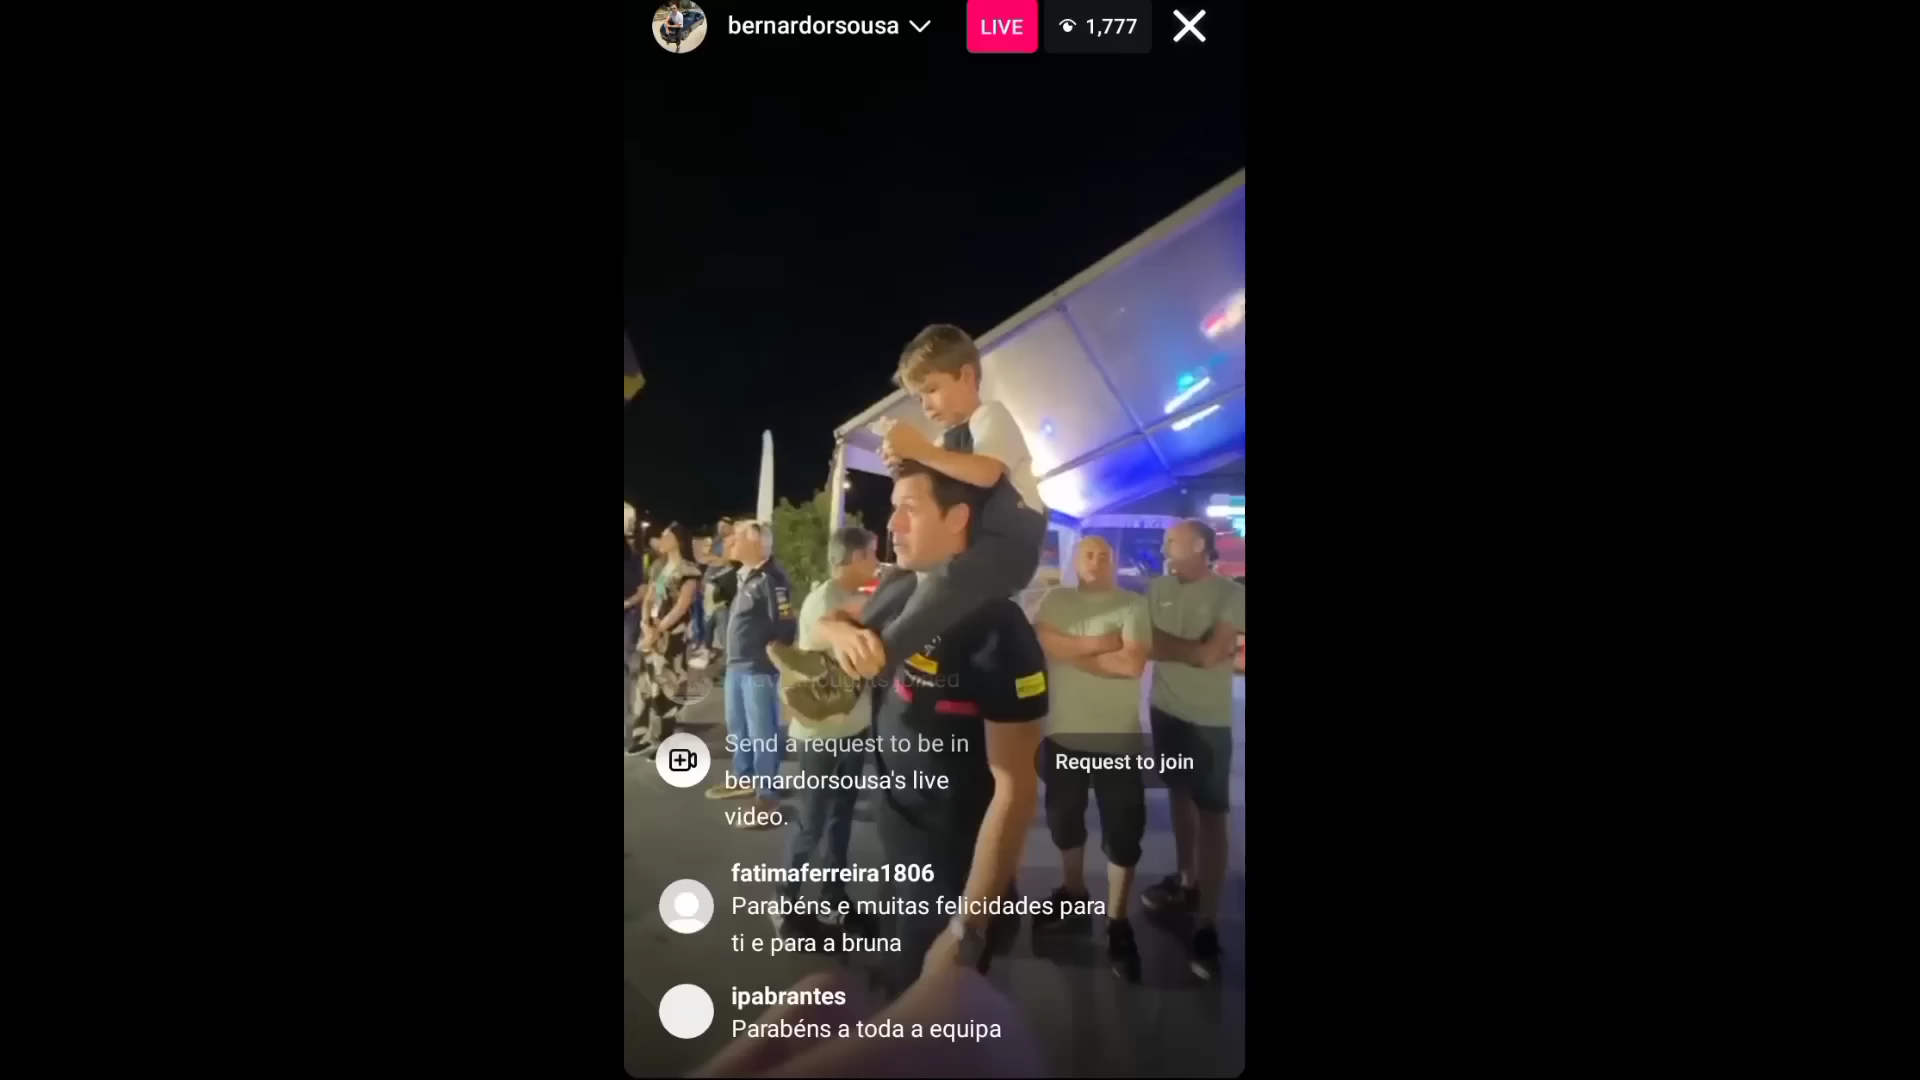 bernardorsousa
LIVE
1,777
Send a request to be in
bernardorsousa's live
video.
Request to join
fatimaferreira1806
Parabéns e muitas felicidades para
ti e para a bruna
ipabrantes
Parabéns a toda a equipa